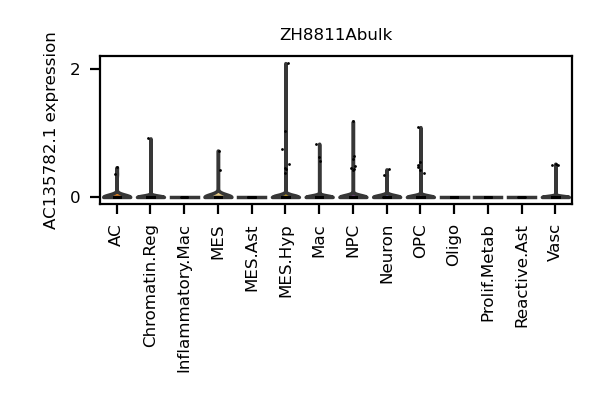 ZH8811Abulk
AC135782.1 expression
2
0
AC
Chromatin.Reg
Inflammatory.Mac
MES
MES.Ast
MES.Hyp
Mac
NPC
Neuron
OPC
Oligo
Prolif.Metab
Reactive.Ast
Vasc